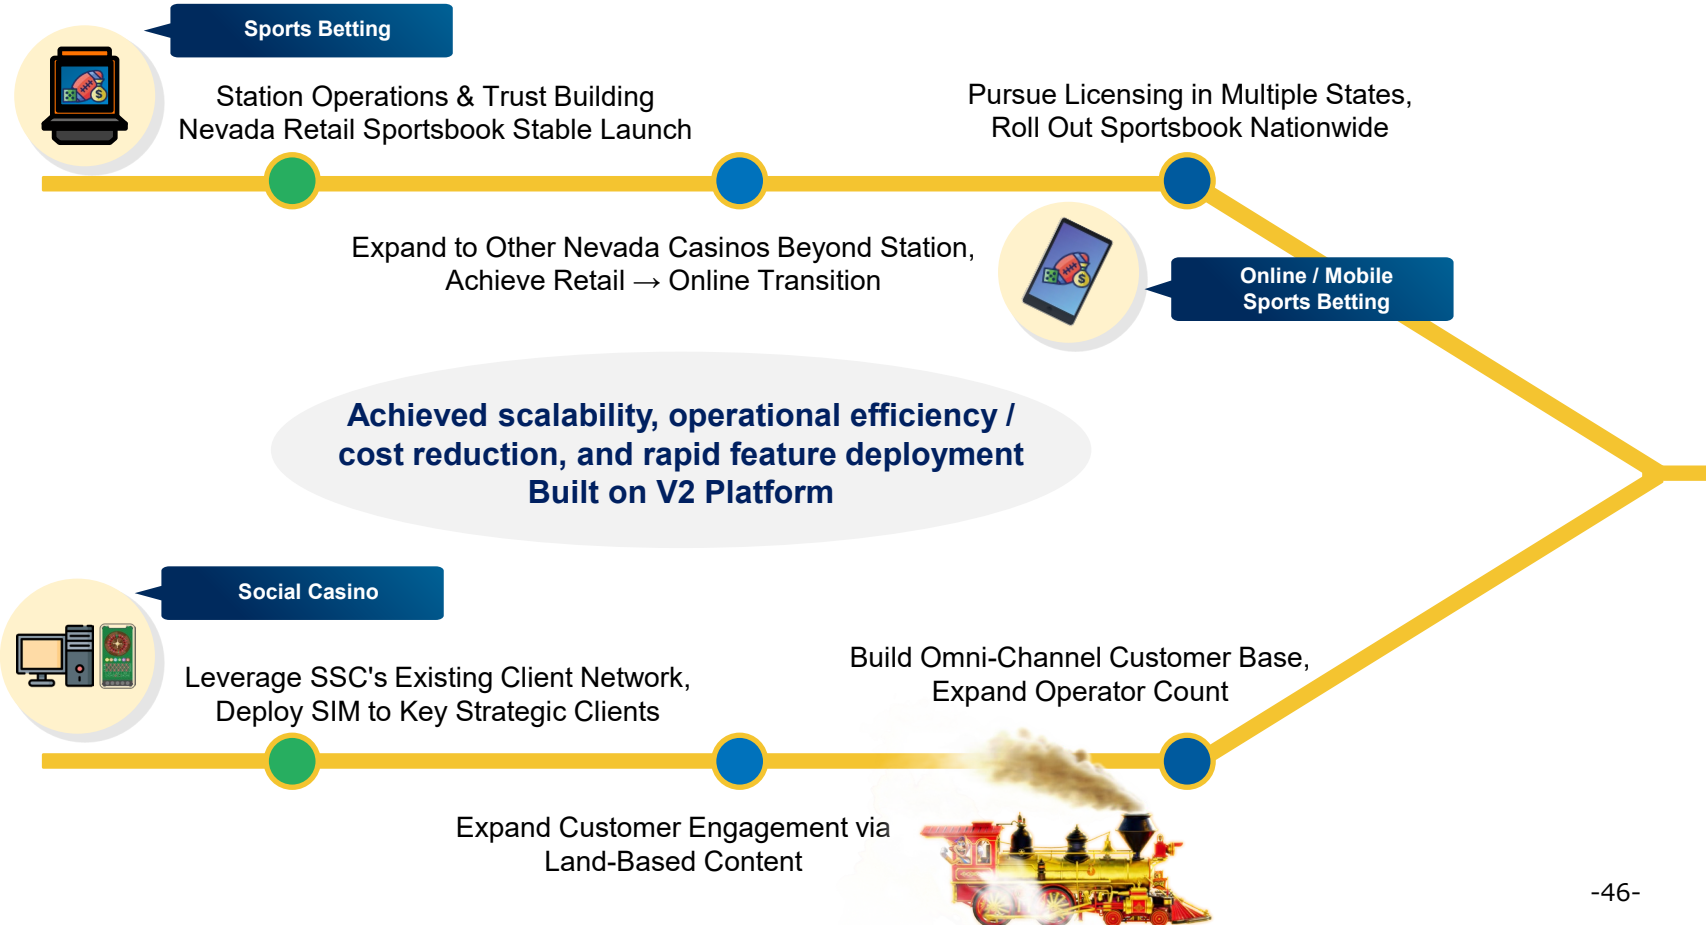 Sports Betting
Station Operations & Trust Building
Nevada Retail Sportsbook Stable Launch
Pursue Licensing in Multiple States,
Roll Out Sportsbook Nationwide
Expand to Other Nevada Casinos Beyond Station,
Achieve Retail → Online Transition
Online / Mobile
Sports Betting
Achieved scalability, operational efficiency /
cost reduction, and rapid feature deployment
Built on V2 Platform
Social Casino
Leverage SSC's Existing Client Network,
Deploy SIM to Key Strategic Clients
Build Omni-Channel Customer Base,
Expand Operator Count
Expand Customer Engagement via
Land-Based Content
-46-